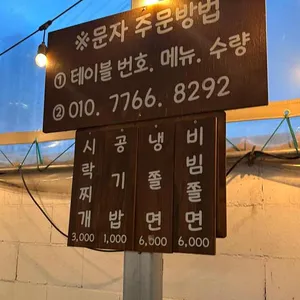 ※문자 주문방법
① 테이블 번호. 메뉴. 수량
② 010. 7766. 8292
시락찌개
3,000
공기밥
1,000
냉쫄면
6,000
비빔쫄면
6,000